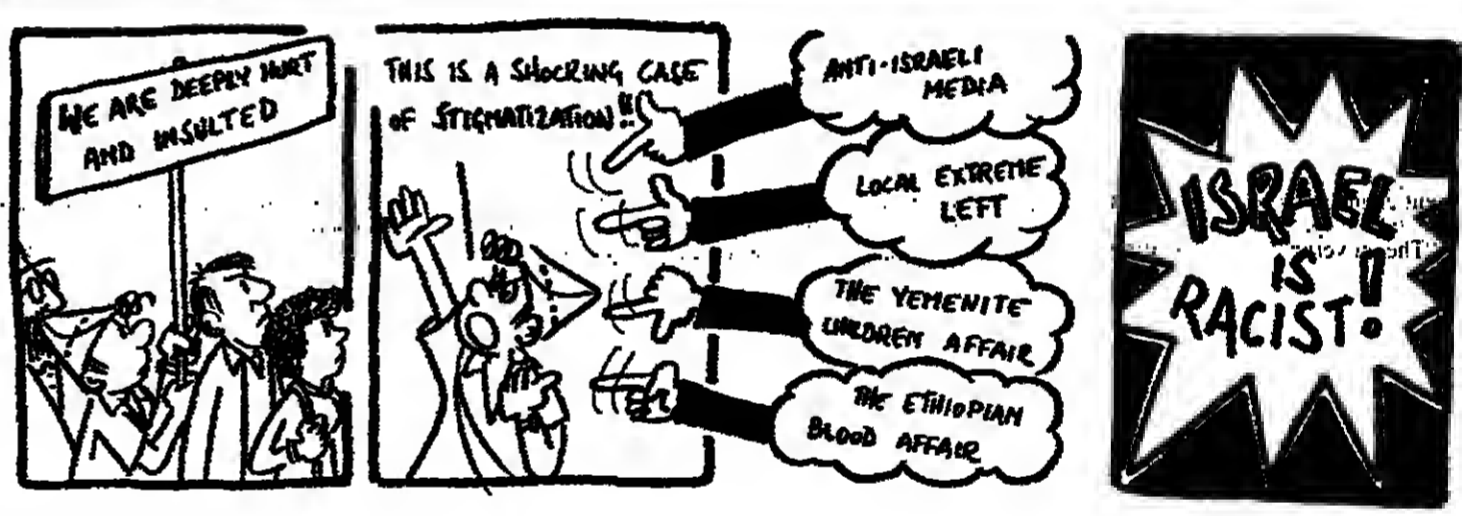 WE ARE DEEPLY HURT
AND INSULTED
THIS IS A SHOCKING CASE
OF STIGMATIZATION!!
ANTI-ISRAELI
MEDIA
LOCAL EXTREME
LEFT
THE YEMENITE
CHILDREN AFFAIR
THE ETHIOPIAN
BLOOD AFFAIR
ISRAEL
IS
RACIST!